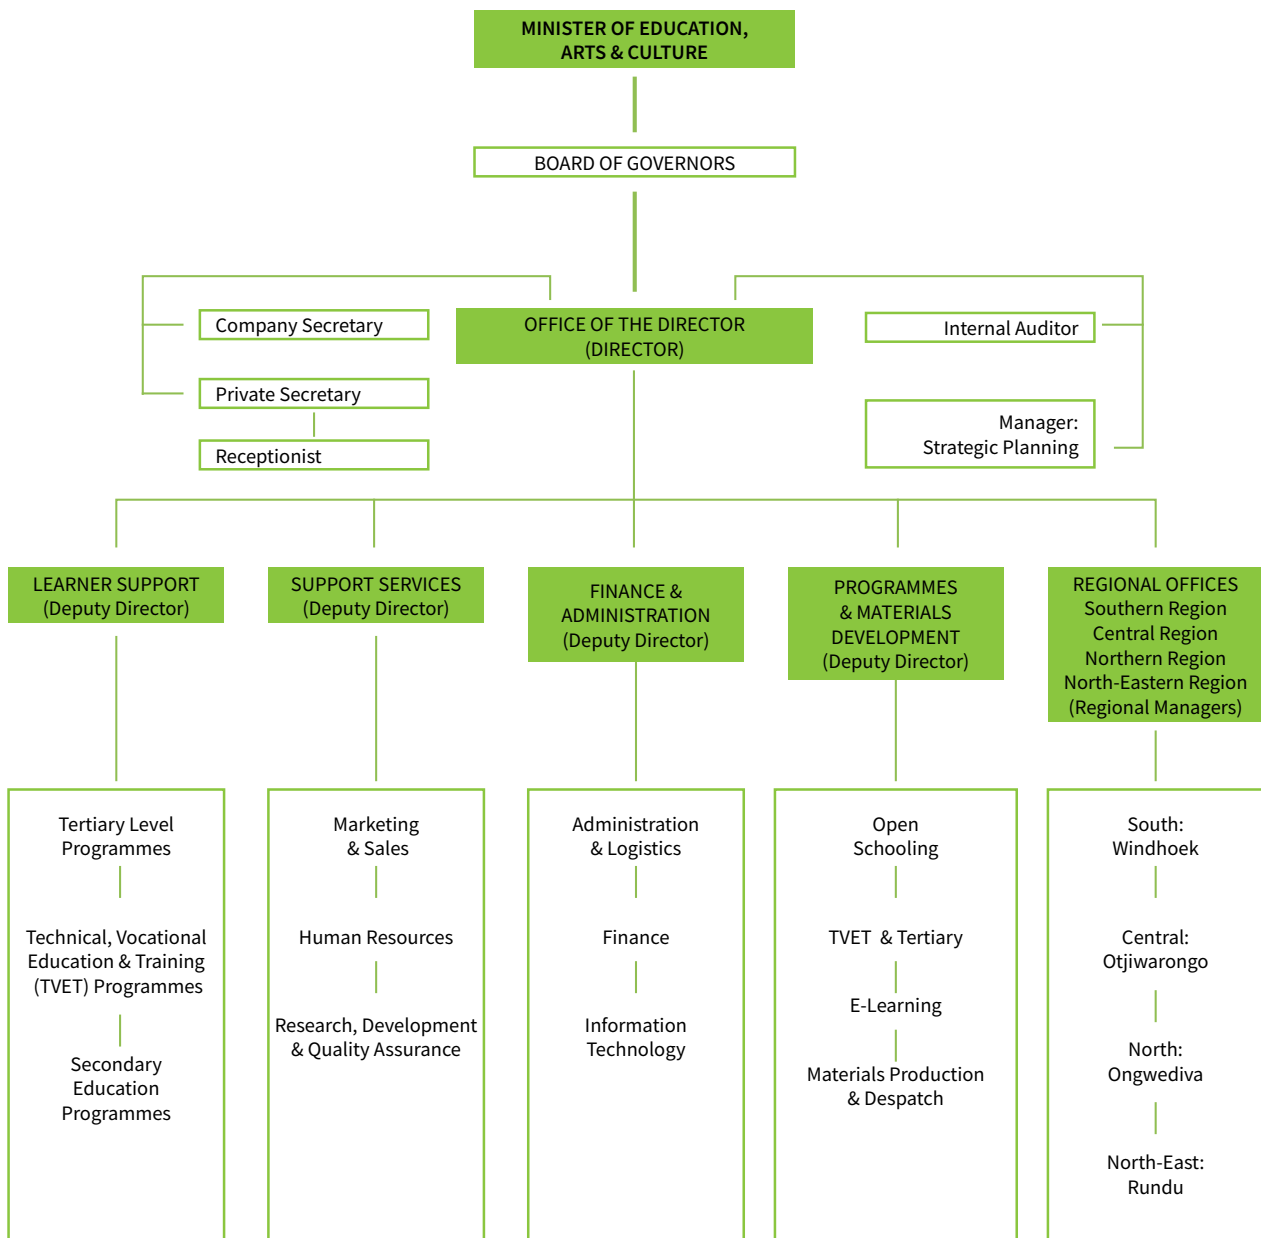 MINISTER OF EDUCATION,
ARTS & CULTURE
BOARD OF GOVERNORS
Company Secretary
Private Secretary
Receptionist
OFFICE OF THE DIRECTOR
(DIRECTOR)
Internal Auditor
Manager:
Strategic Planning
LEARNER SUPPORT
(Deputy Director)
SUPPORT SERVICES
(Deputy Director)
FINANCE &
ADMINISTRATION
(Deputy Director)
PROGRAMMES
& MATERIALS
DEVELOPMENT
(Deputy Director)
REGIONAL OFFICES
Southern Region
Central Region
Northern Region
North-Eastern Region
(Regional Managers)
Tertiary Level
Programmes
Technical, Vocational
Education & Training
(TVET) Programmes
Secondary
Education
Programmes
Marketing
& Sales
Human Resources
Research, Development
& Quality Assurance
Administration
& Logistics
Finance
Information
Technology
Open
Schooling
TVET & Tertiary
E-Learning
Materials Production
& Despatch
South:
Windhoek
Central:
Otjiwarongo
North:
Ongwediva
North-East:
Rundu